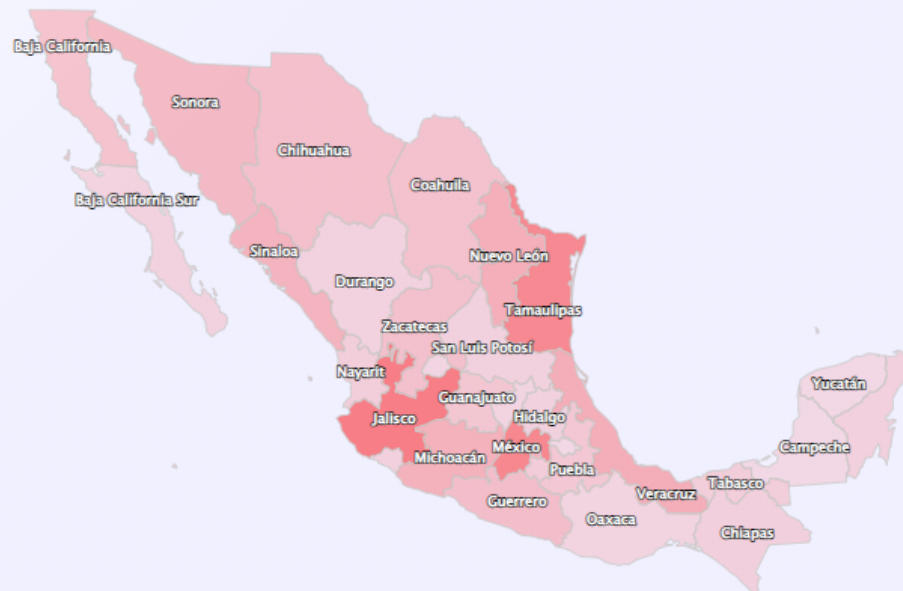 Baja California
Sonora
Chihuahua
Coahuila
Baja California Sur
Sinaloa
Nuevo León
Durango
Tamaulipas
Zacatecas
San Luis Potosí
Nayarit
Yucatán
Guanajuato
Hidalgo
Jalisco
México
Campeche
Michoacán
Puebla
Tabasco
Veracruz
Guerrero
Oaxaca
Chiapas